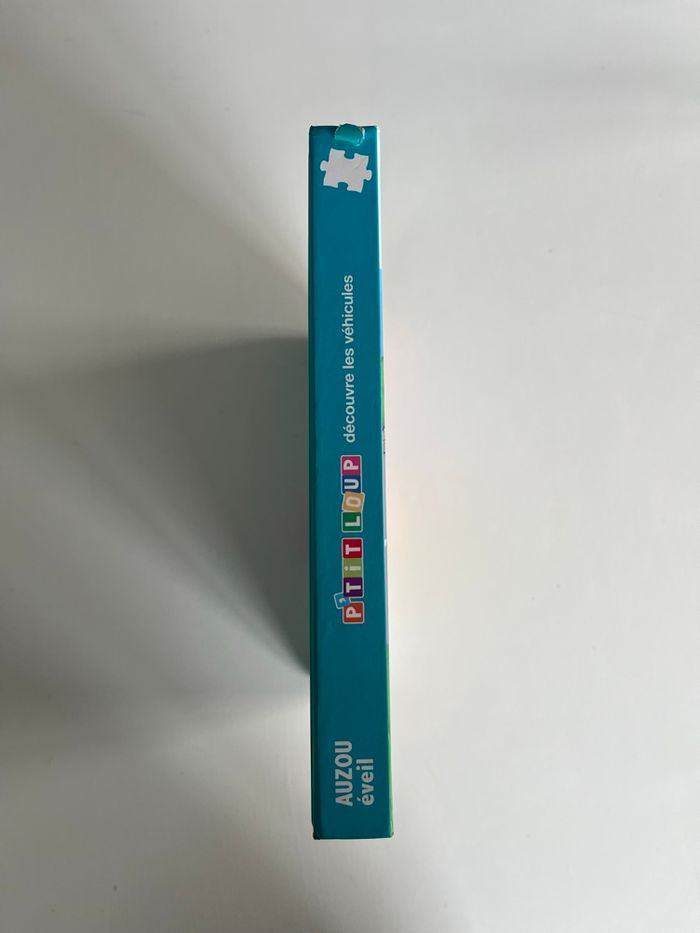 AUZOU
éveil
P'TiT LOUP découvre les véhicules